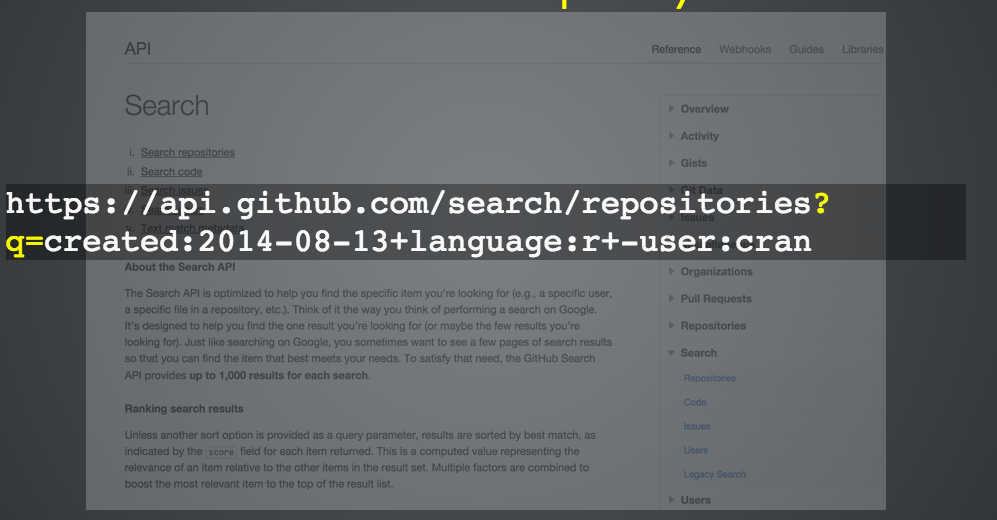 API
Reference Webhooks Guides Libraries
Search
i. Search repositories
ii. Search code
iii. Search issues
https://api.github.com/search/repositories?
q=created:2014-08-13+language:r+-user:cran
v. Text match metadata
About the Search API
The Search API is optimized to help you find the specific item you're looking for (e.g., a specific user,
a specific file in a repository, etc.). Think of it the way you think of performing a search on Google.
It's designed to help you find the one result you're looking for (or maybe the few results you're
looking for). Just like searching on Google, you sometimes want to see a few pages of search results
so that you can find the item that best meets your needs. To satisfy that need, the GitHub Search
API provides up to 1,000 results for each search.
Ranking search results
Unless another sort option is provided as a query parameter, results are sorted by best match, as
indicated by the score field for each item returned. This is a computed value representing the
relevance of an item relative to the other items in the result set. Multiple factors are combined to
boost the most relevant item to the top of the result list.
Overview
Activity
Gists
Git Data
Issues
Organizations
Pull Requests
Repositories
Search
Repositories
Code
Issues
Users
Legacy Search
Users